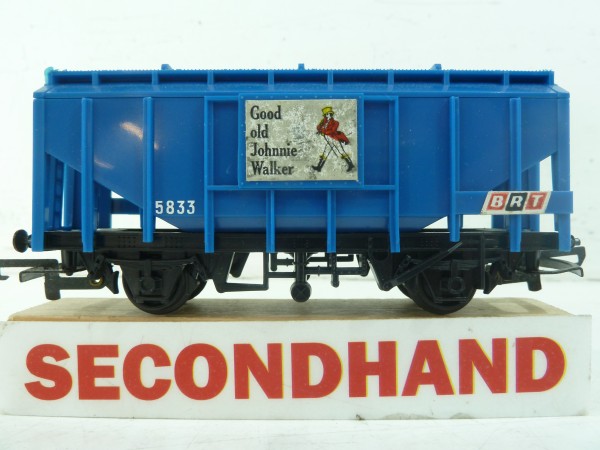 Good
old
Johnnie
Walker
5833
BRT
SECONDHAND